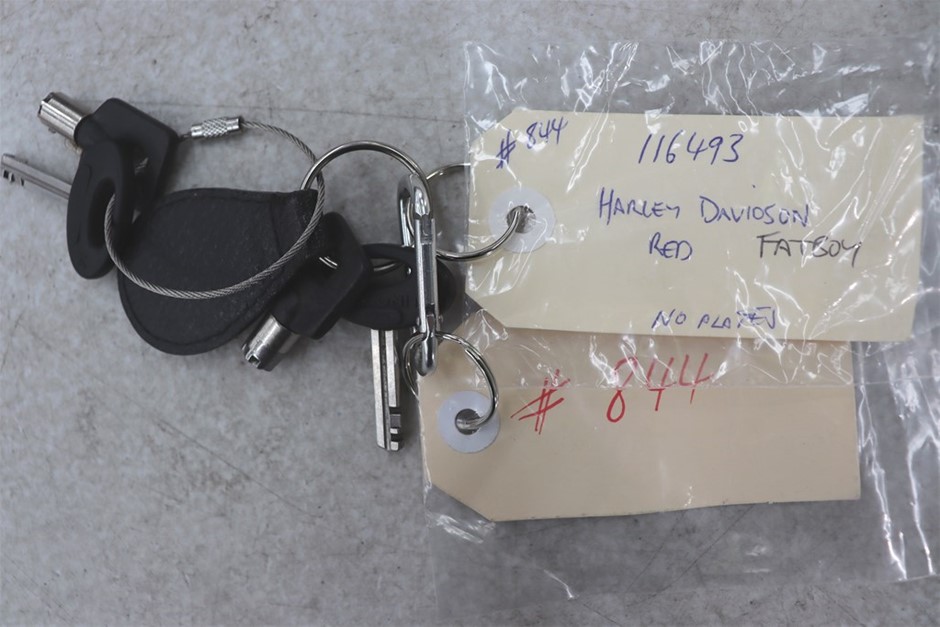 # 844
116493
HARLEY DAVIDSON
RED FATBOY
NO PLATES
# 844